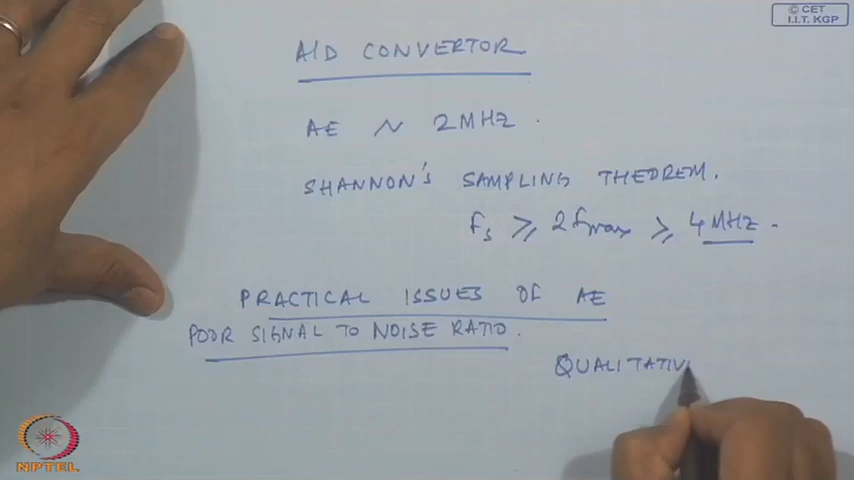 © CET
I.I.T. KGP
A/D CONVERTOR
AE ~ 2MHZ .
SHANNON'S SAMPLING THEOREM.
fs ≥ 2fmax ≥ 4MHZ .
PRACTICAL ISSUES OF AE
POOR SIGNAL TO NOISE RATIO.
QUALITATIV
NPTEL